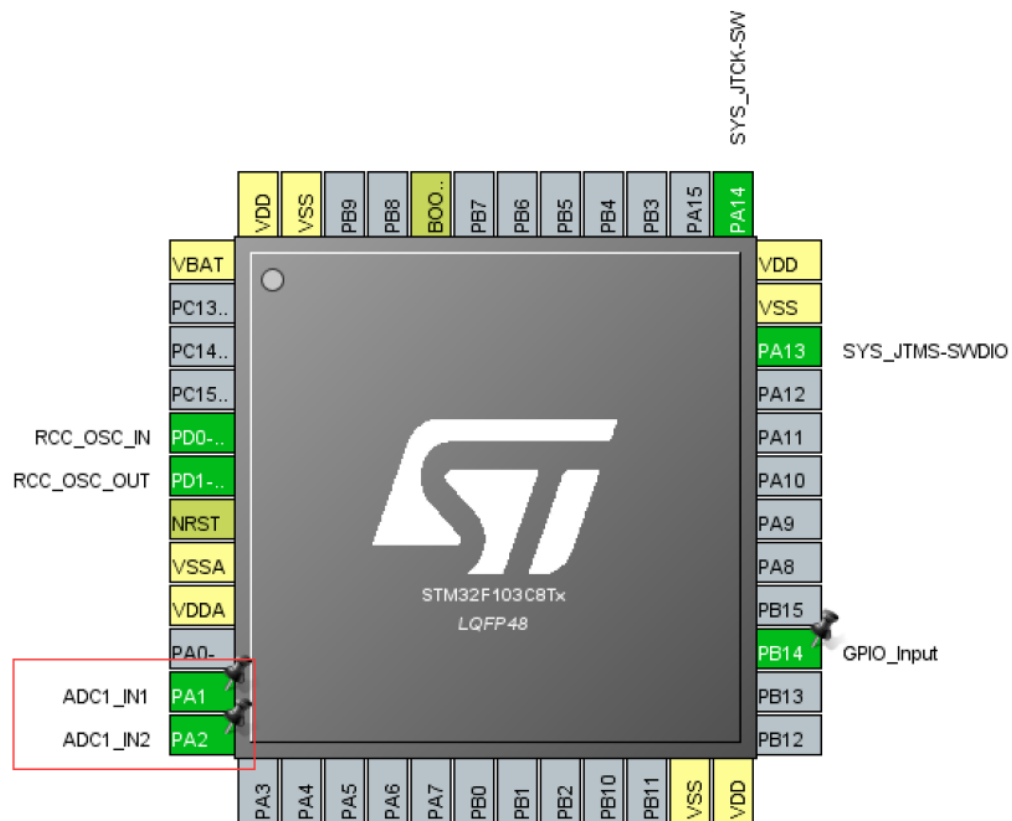 SYS_JTCK-SW
VDD
VSS
PB9
PB8
BOO..
PB7
PB6
PB5
PB4
PB3
PA15
PA14
VBAT
PC13..
PC14..
PC15..
RCC_OSC_IN PD0-..
RCC_OSC_OUT PD1-..
NRST
VSSA
VDDA
PA0-
ADC1_IN1 PA1
ADC1_IN2 PA2
ST
STM32F103C8Tx
LQFP48
VDD
VSS
PA13 SYS_JTMS-SWDIO
PA12
PA11
PA10
PA9
PA8
PB15
PB14 GPIO_Input
PB13
PB12
PA3
PA4
PA5
PA6
PA7
PB0
PB1
PB2
PB10
PB11
VSS
VDD